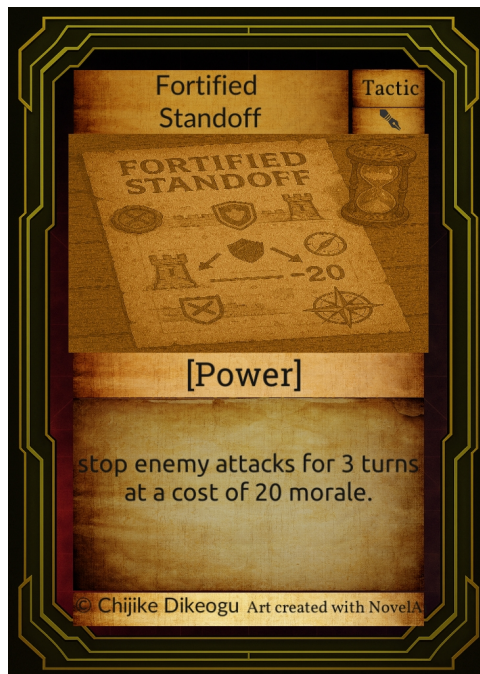 Fortified
Standoff
Tactic
FORTIFIED
STANDOFF
-20
[Power]
stop enemy attacks for 3 turns
at a cost of 20 morale.
© Chijike Dikeogu Art created with NovelA